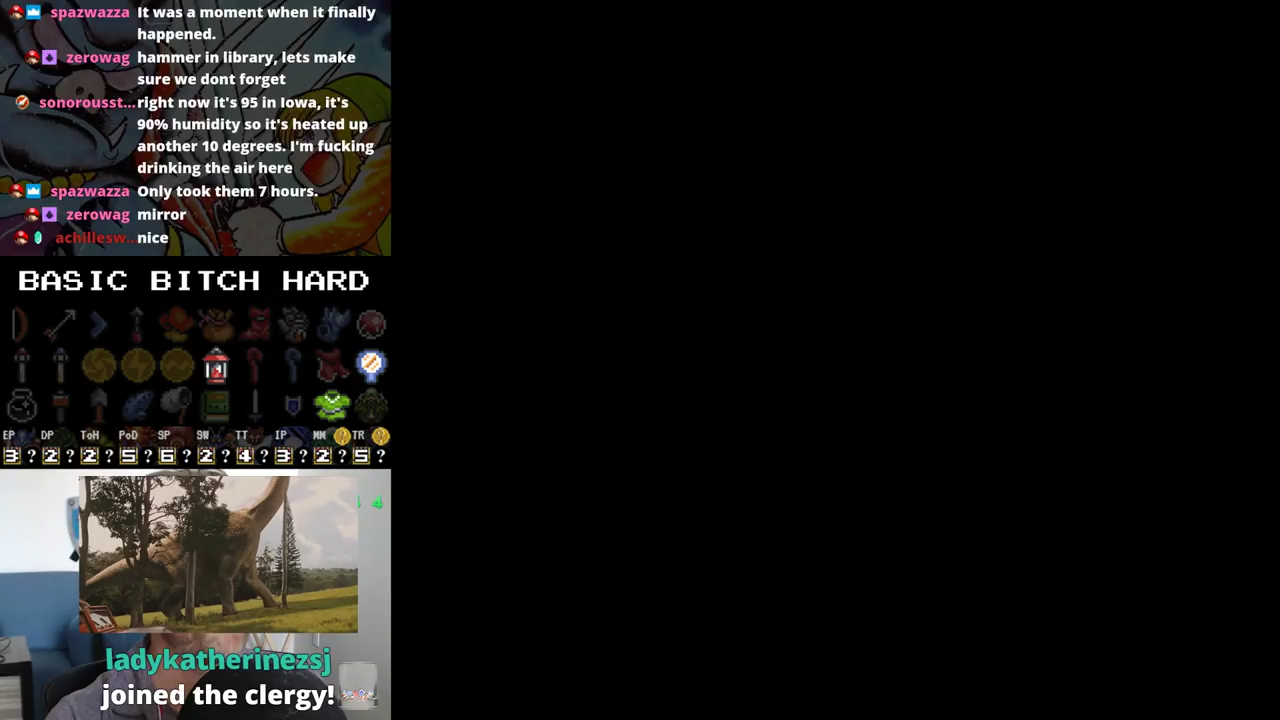 spazwazza It was a moment when it finally
happened.
zerowag hammer in library, lets make
sure we dont forget
sonorousst... right now it's 95 in Iowa, it's
90% humidity so it's heated up
another 10 degrees. I'm fucking
drinking the air here
spazwazza Only took them 7 hours.
zerowag mirror
achillesw... nice
BASIC BITCH HARD
EP DP ToH PoD SP SW TT IP MM ? TR ?
3 ? 2 ? 2 ? 5 ? 6 ? 2 ? 4 ? 3 ? 2 ? 5 ?
4
ladykatherinezsj
joined the clergy!